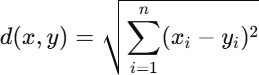 d(x, y) = √(∑_{i=1}^{n} (x_i − y_i)²)